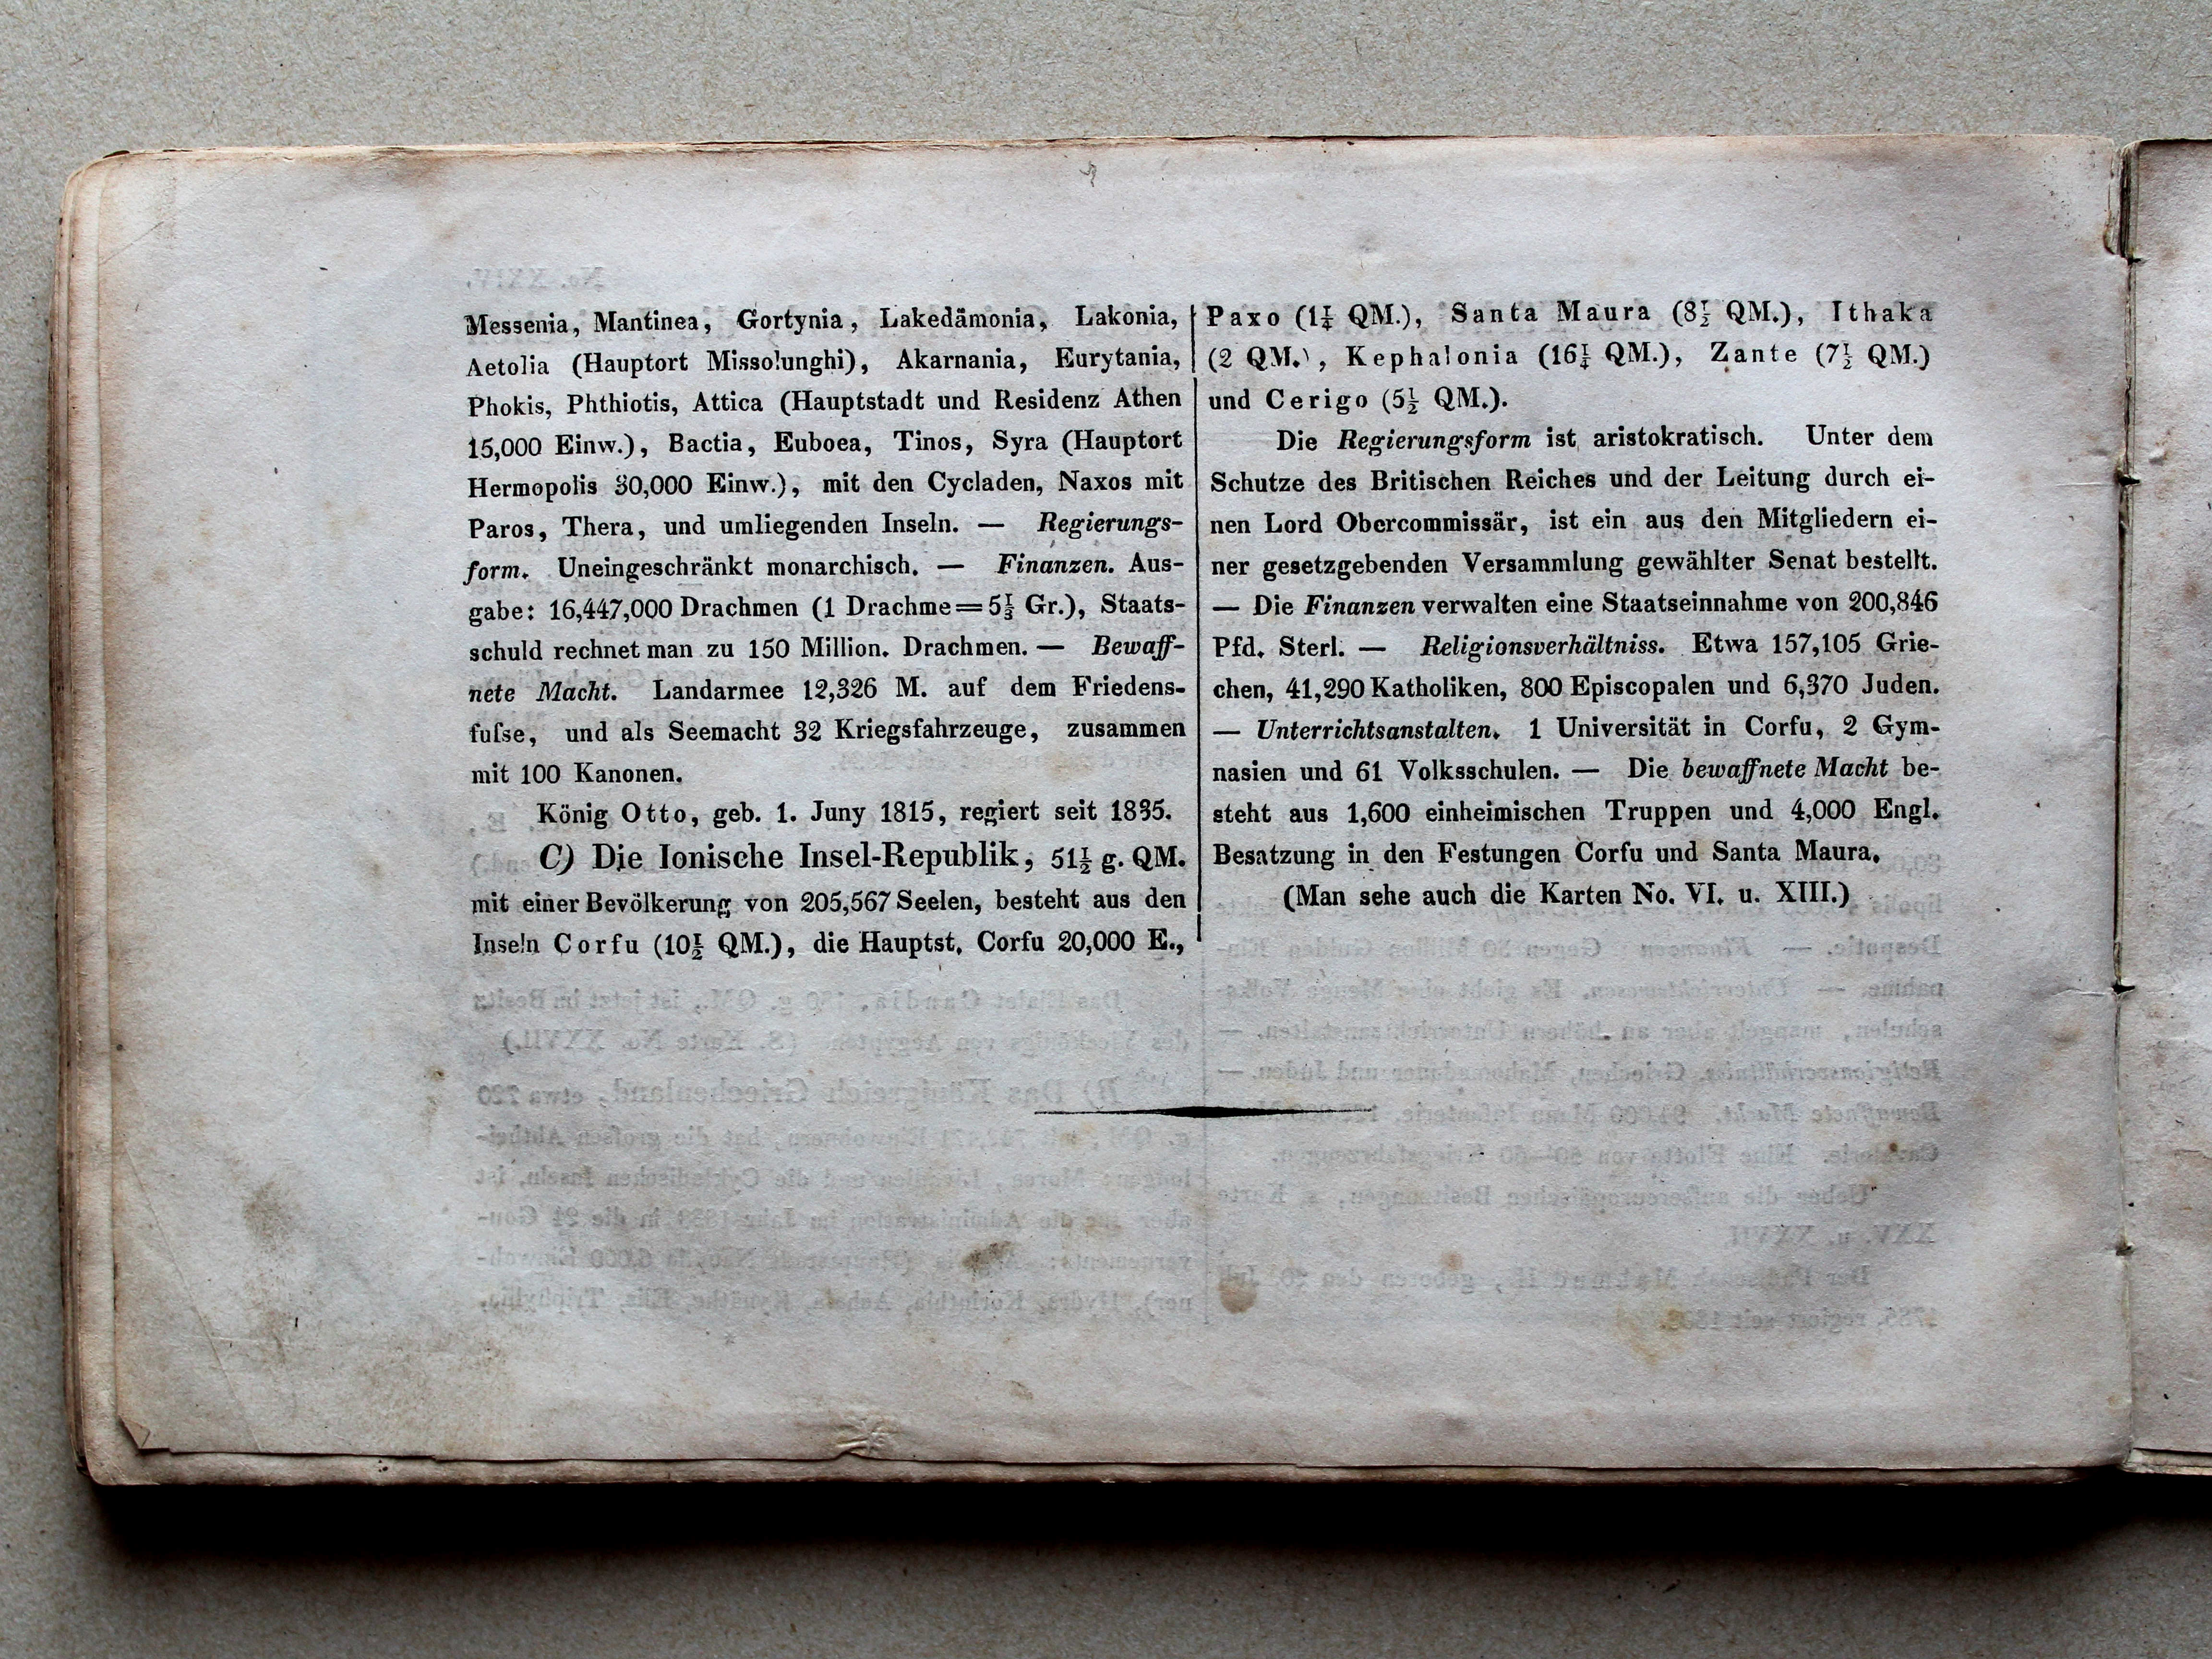 Messenia, Mantinea, Gortynia, Lakedämonia, Lakonia,
Aetolia (Hauptort Missolunghi), Akarnania, Eurytania,
Phokis, Phthiotis, Attica (Hauptstadt und Residenz Athen
15,000 Einw.), Bactia, Euboea, Tinos, Syra (Hauptort
Hermopolis 30,000 Einw.), mit den Cycladen, Naxos mit
Paros, Thera, und umliegenden Inseln. — Regierungs-
form. Uneingeschränkt monarchisch. — Finanzen. Aus-
gabe: 16,447,000 Drachmen (1 Drachme=5⅓ Gr.), Staats-
schuld rechnet man zu 150 Million. Drachmen. — Bewaff-
nete Macht. Landarmee 12,326 M. auf dem Friedens-
fuſse, und als Seemacht 32 Kriegsfahrzeuge, zusammen
mit 100 Kanonen.
König Otto, geb. 1. Juny 1815, regiert seit 1835.
C) Die Ionische Insel-Republik, 51½ g. QM.
mit einer Bevölkerung von 205,567 Seelen, besteht aus den
Inseln Corfu (10½ QM.), die Hauptst. Corfu 20,000 E.,
Paxo (1¼ QM.), Santa Maura (8½ QM.), Ithaka
(2 QM.), Kephalonia (16¼ QM.), Zante (7½ QM.)
und Cerigo (5½ QM.).
Die Regierungsform ist aristokratisch. Unter dem
Schutze des Britischen Reiches und der Leitung durch ei-
nen Lord Obercommissär, ist ein aus den Mitgliedern ei-
ner gesetzgebenden Versammlung gewählter Senat bestellt.
— Die Finanzen verwalten eine Staatseinnahme von 200,846
Pfd. Sterl. — Religionsverhältniss. Etwa 157,105 Grie-
chen, 41,290 Katholiken, 800 Episcopalen und 6,370 Juden.
— Unterrichtsanstalten. 1 Universität in Corfu, 2 Gym-
nasien und 61 Volksschulen. — Die bewaffnete Macht be-
steht aus 1,600 einheimischen Truppen und 4,000 Engl.
Besatzung in den Festungen Corfu und Santa Maura.
(Man sehe auch die Karten No. VI. u. XIII.)